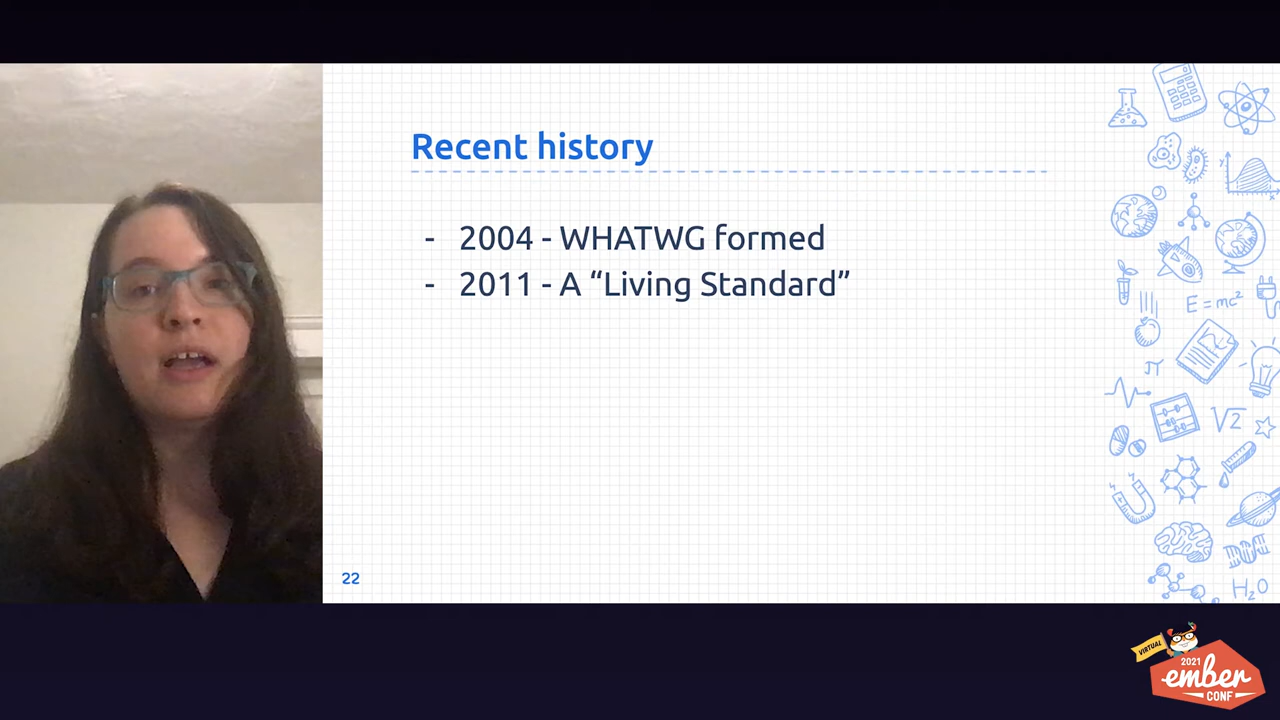 Recent history
- 2004 - WHATWG formed
- 2011 - A “Living Standard”
22
y
x
E = mc²
π
√2
H₂O
VIRTUAL
2021
ember
CONF